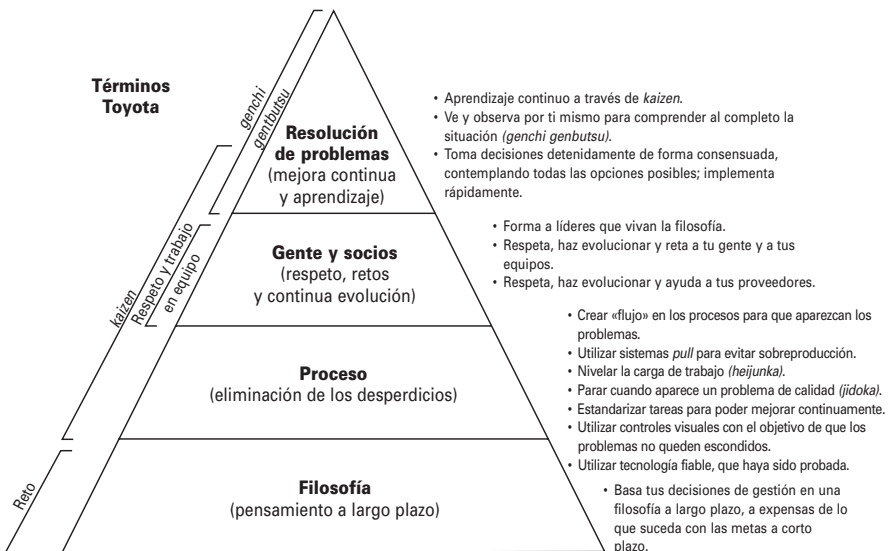 Términos
Toyota
genchi
gentbutsu
Resolución
de problemas
(mejora continua
y aprendizaje)
• Aprendizaje continuo a través de kaizen.
• Ve y observa por ti mismo para comprender al completo la
situación (genchi genbutsu).
• Toma decisiones detenidamente de forma consensuada,
contemplando todas las opciones posibles; implementa
rápidamente.
kaizen
Respeto y trabajo
en equipo
Gente y socios
(respeto, retos
y continua evolución)
• Forma a líderes que vivan la filosofía.
• Respeta, haz evolucionar y reta a tu gente y a tus
equipos.
• Respeta, haz evolucionar y ayuda a tus proveedores.
Proceso
(eliminación de los desperdicios)
• Crear «flujo» en los procesos para que aparezcan los
problemas.
• Utilizar sistemas pull para evitar sobreproducción.
• Nivelar la carga de trabajo (heijunka).
• Parar cuando aparece un problema de calidad (jidoka).
• Estandarizar tareas para poder mejorar continuamente.
• Utilizar controles visuales con el objetivo de que los
problemas no queden escondidos.
• Utilizar tecnología fiable, que haya sido probada.
Reto
Filosofía
(pensamiento a largo plazo)
• Basa tus decisiones de gestión en una
filosofía a largo plazo, a expensas de lo
que suceda con las metas a corto
plazo.